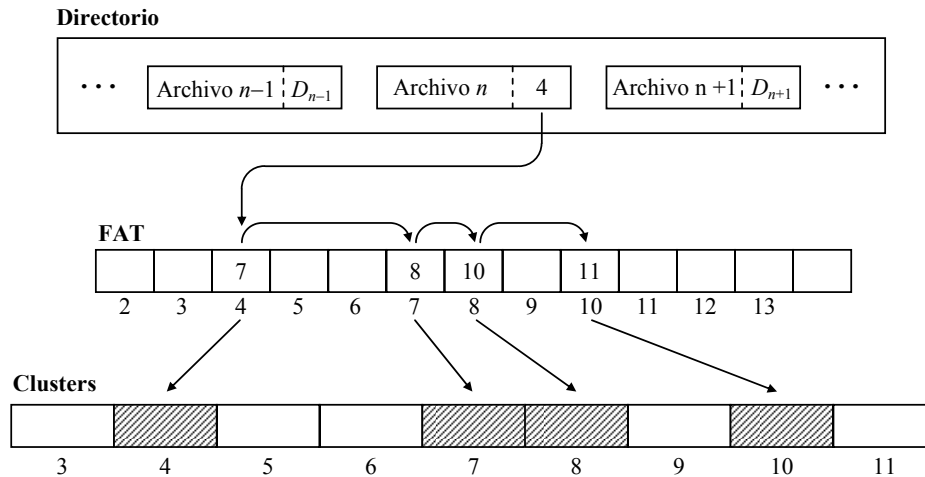 Directorio
··· Archivo n–1 Dn–1 Archivo n 4 Archivo n +1 Dn+1 ···
FAT
7 8 10 11
2 3 4 5 6 7 8 9 10 11 12 13
Clusters
3 4 5 6 7 8 9 10 11